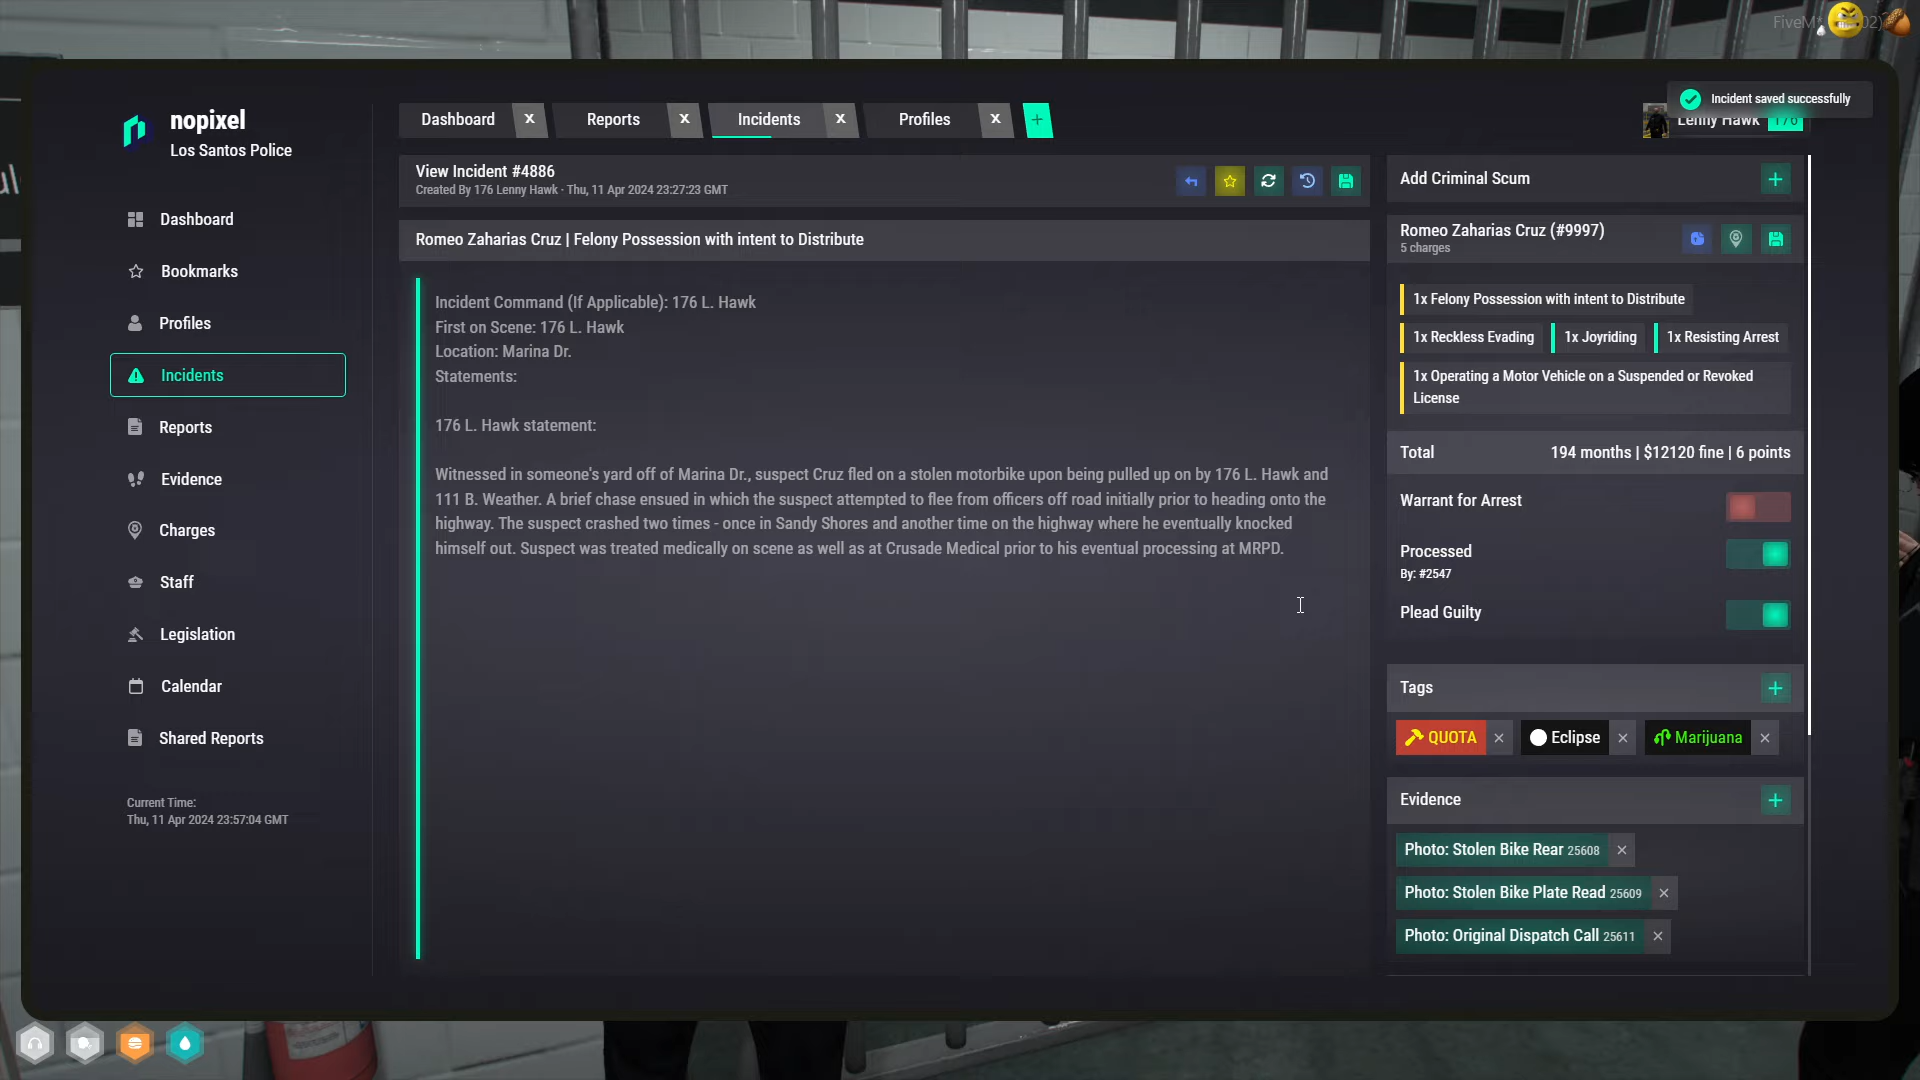 FiveM*
02)
nopixel
Los Santos Police
Dashboard x
Reports x
Incidents x
Profiles x
+
Incident saved successfully
Lenny Hawk 176
Dashboard
Bookmarks
Profiles
Incidents
Reports
Evidence
Charges
Staff
Legislation
Calendar
Shared Reports
Current Time:
Thu, 11 Apr 2024 23:57:04 GMT
View Incident #4886
Created By 176 Lenny Hawk · Thu, 11 Apr 2024 23:27:23 GMT
Romeo Zaharias Cruz | Felony Possession with intent to Distribute
Incident Command (If Applicable): 176 L. Hawk
First on Scene: 176 L. Hawk
Location: Marina Dr.
Statements:
176 L. Hawk statement:
Witnessed in someone's yard off of Marina Dr., suspect Cruz fled on a stolen motorbike upon being pulled up on by 176 L. Hawk and
111 B. Weather. A brief chase ensued in which the suspect attempted to flee from officers off road initially prior to heading onto the
highway. The suspect crashed two times - once in Sandy Shores and another time on the highway where he eventually knocked
himself out. Suspect was treated medically on scene as well as at Crusade Medical prior to his eventual processing at MRPD.
Add Criminal Scum +
Romeo Zaharias Cruz (#9997)
5 charges
1x Felony Possession with intent to Distribute
1x Reckless Evading 1x Joyriding 1x Resisting Arrest
1x Operating a Motor Vehicle on a Suspended or Revoked
License
Total 194 months | $12120 fine | 6 points
Warrant for Arrest
Processed
By: #2547
Plead Guilty
Tags +
QUOTA × Eclipse × Marijuana ×
Evidence +
Photo: Stolen Bike Rear 25608 ×
Photo: Stolen Bike Plate Read 25609 ×
Photo: Original Dispatch Call 25611 ×